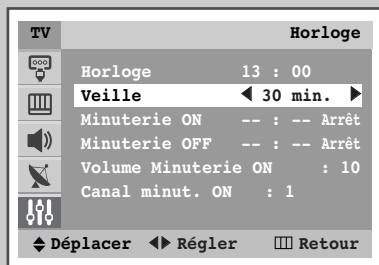 TV Horloge
Horloge 13 : 00
Veille ◀ 30 min. ▶
Minuterie ON -- : -- Arrêt
Minuterie OFF -- : -- Arrêt
Volume Minuterie ON : 10
Canal minut. ON : 1
Déplacer Régler Retour